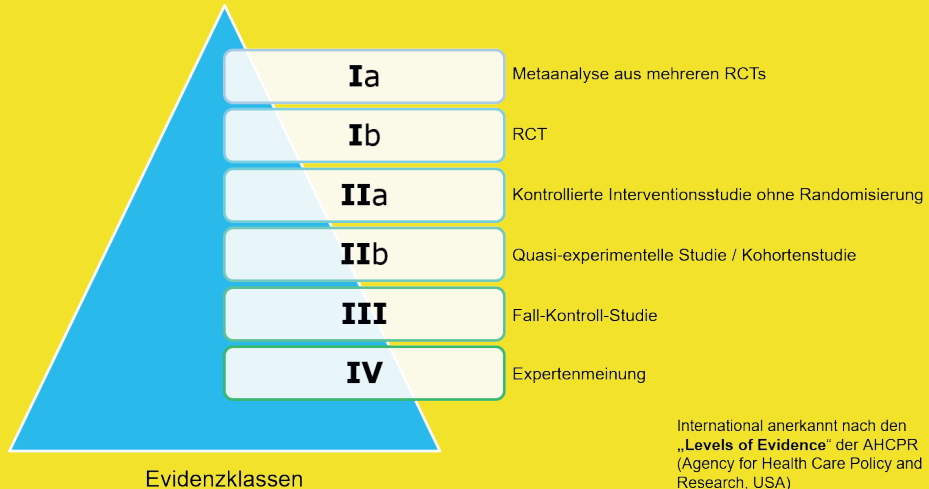 Ia
Metaanalyse aus mehreren RCTs
Ib
RCT
IIa
Kontrollierte Interventionsstudie ohne Randomisierung
IIb
Quasi-experimentelle Studie / Kohortenstudie
III
Fall-Kontroll-Studie
IV
Expertenmeinung
Evidenzklassen
International anerkannt nach den
„Levels of Evidence“ der AHCPR
(Agency for Health Care Policy and
Research, USA)